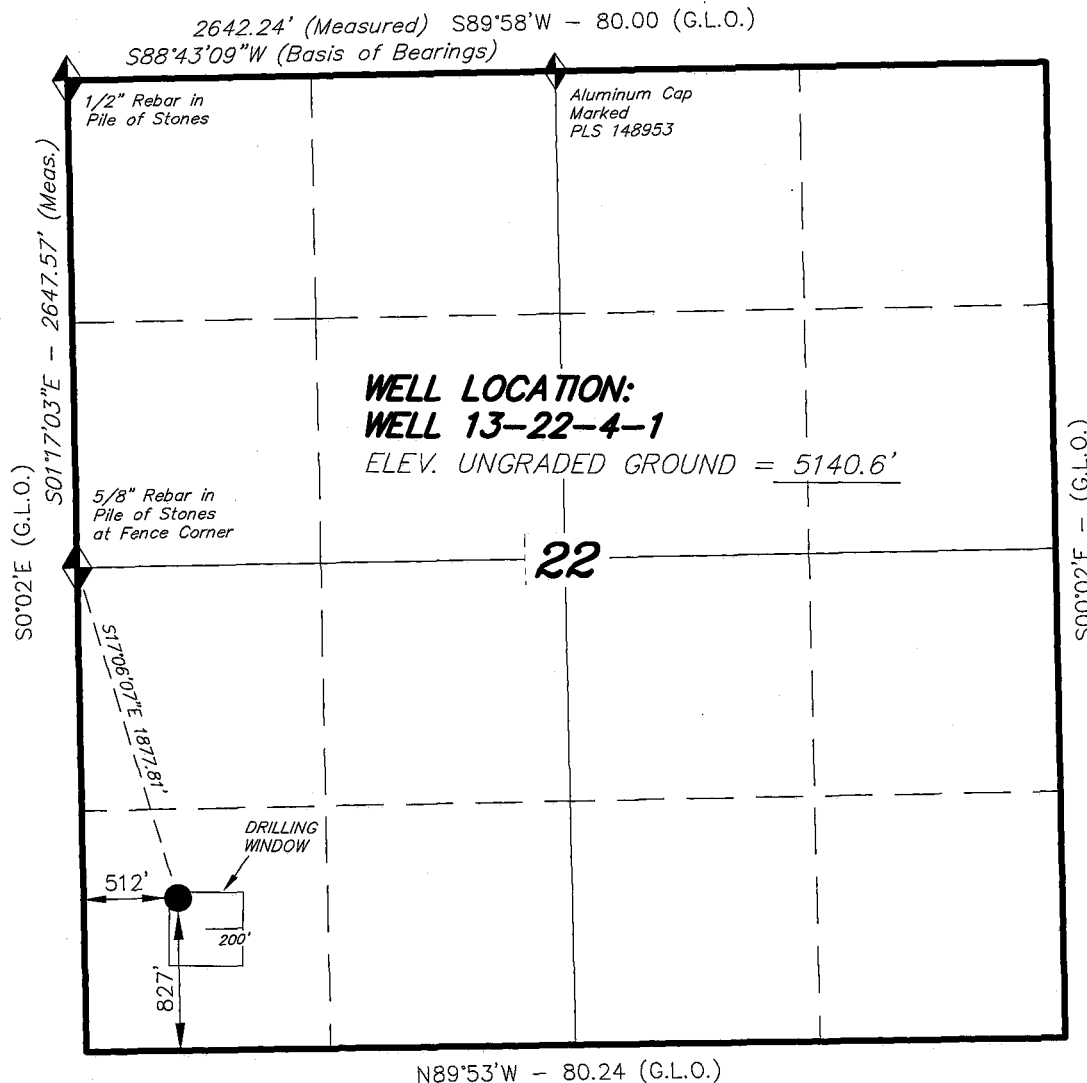 2642.24' (Measured) S89°58'W – 80.00 (G.L.O.)
S88°43'09"W (Basis of Bearings)
1/2" Rebar in
Pile of Stones
Aluminum Cap
Marked
PLS 148953
S01°17'03"E – 2647.57' (Meas.)
S0°02'E (G.L.O.)
WELL LOCATION:
WELL 13–22–4–1
ELEV. UNGRADED GROUND = 5140.6'
5/8" Rebar in
Pile of Stones
at Fence Corner
22
S00°02'E – (G.L.O.)
S17°06'07"E 1877.81'
DRILLING
WINDOW
512'
200'
827'
N89°53'W – 80.24 (G.L.O.)